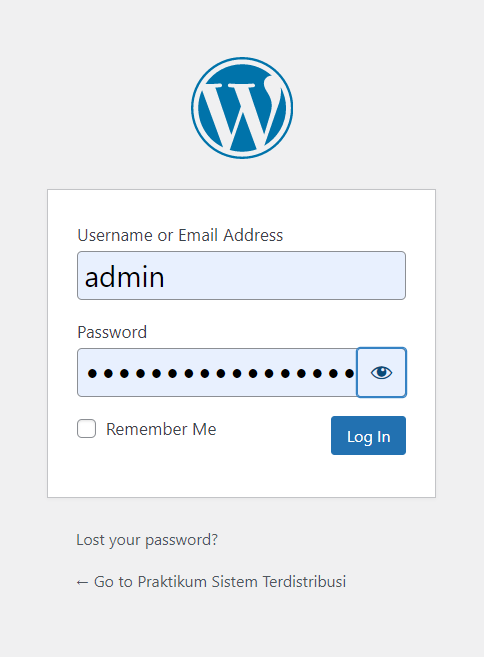 Username or Email Address
admin
Password
••••••••••••••••••
Remember Me
Log In
Lost your password?
← Go to Praktikum Sistem Terdistribusi